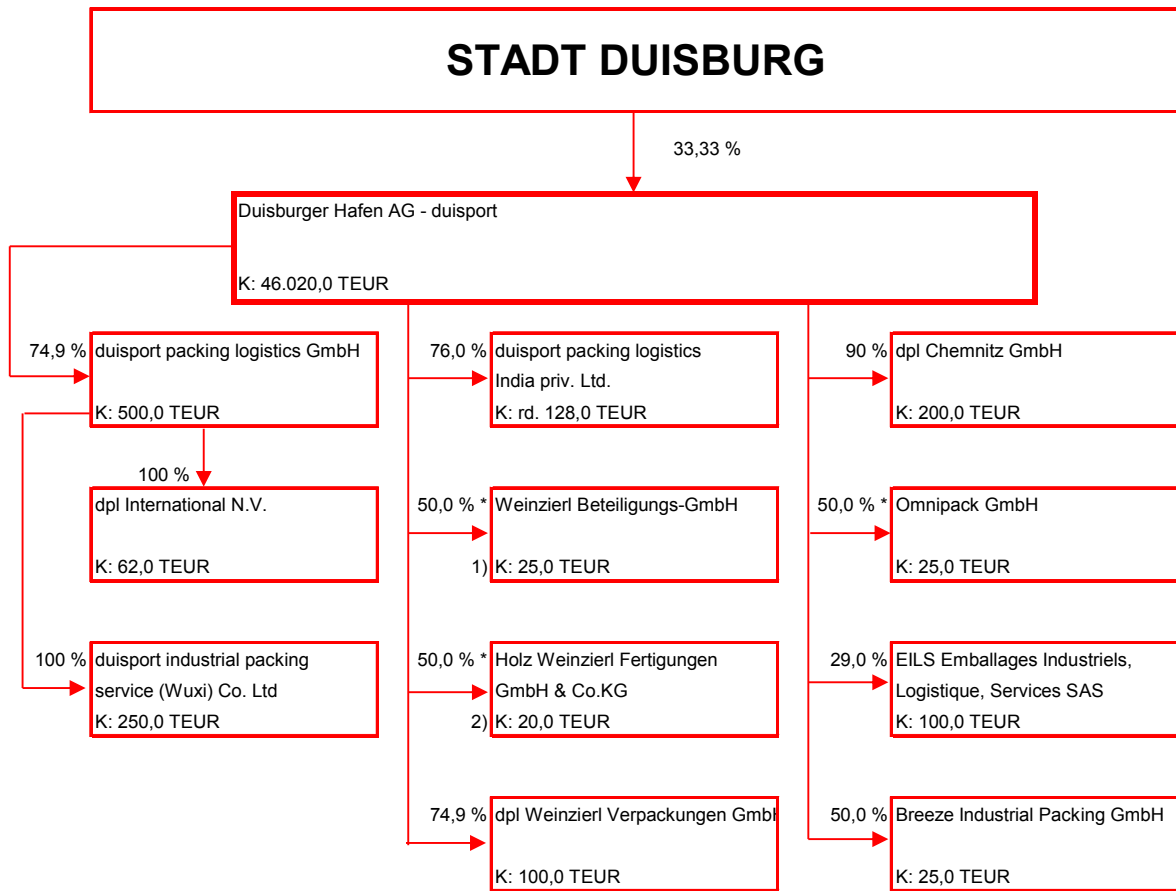 STADT DUISBURG
33,33 %
Duisburger Hafen AG - duisport
K: 46.020,0 TEUR
74,9 %
duisport packing logistics GmbH
K: 500,0 TEUR
76,0 %
duisport packing logistics
India priv. Ltd.
K: rd. 128,0 TEUR
90 %
dpl Chemnitz GmbH
K: 200,0 TEUR
100 %
dpl International N.V.
K: 62,0 TEUR
50,0 % *
Weinzierl Beteiligungs-GmbH
1)
K: 25,0 TEUR
50,0 % *
Omnipack GmbH
K: 25,0 TEUR
100 %
duisport industrial packing
service (Wuxi) Co. Ltd
K: 250,0 TEUR
50,0 % *
Holz Weinzierl Fertigungen
GmbH & Co.KG
2)
K: 20,0 TEUR
29,0 %
EILS Emballages Industriels,
Logistique, Services SAS
K: 100,0 TEUR
74,9 %
dpl Weinzierl Verpackungen GmbH
K: 100,0 TEUR
50,0 %
Breeze Industrial Packing GmbH
K: 25,0 TEUR